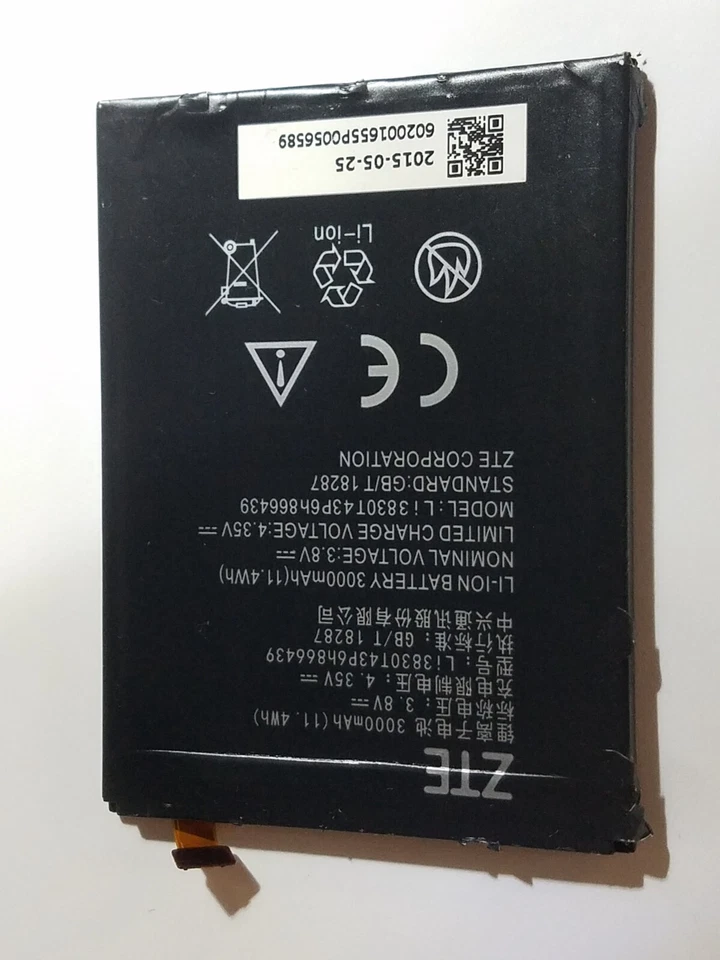 ZTE
锂离子电池 3000mAh(11.4Wh)
标称电压：3.8V⎓
充电限制电压：4.35V⎓
型号：Li3830T43P6h866439
执行标准：GB/T 18287
中兴通讯股份有限公司
LI-ION BATTERY 3000mAh(11.4Wh)
NOMINAL VOLTAGE:3.8V⎓
LIMITED CHARGE VOLTAGE:4.35V⎓
MODEL:Li3830T43P6h866439
STANDARD:GB/T18287
ZTE CORPORATION
CE
Li-ion
2015-05-25
602001655P0056589